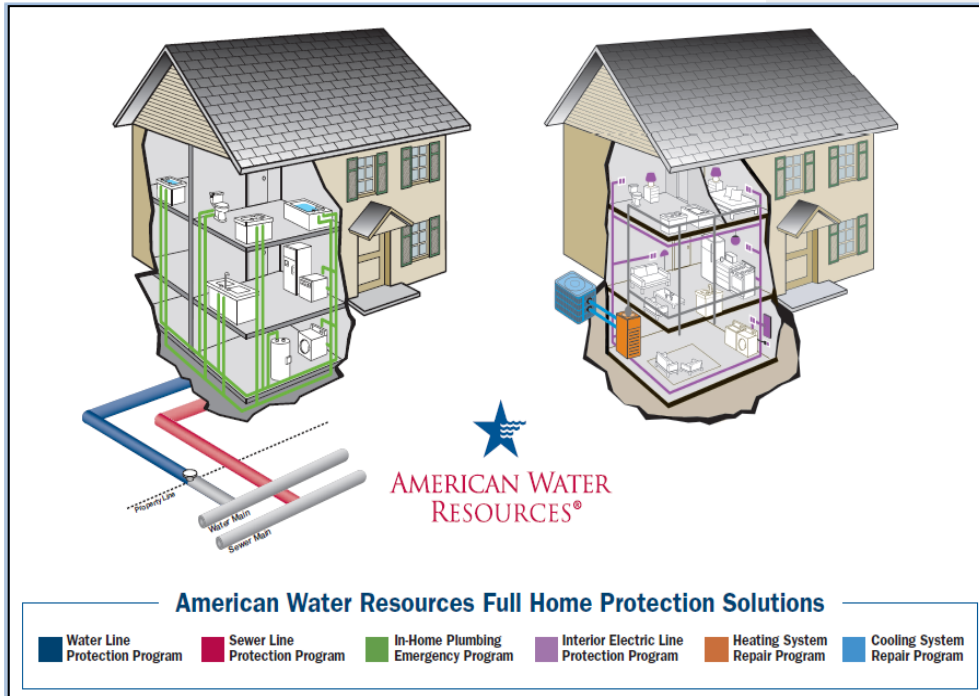 Property Line
Water Main
Sewer Main
AMERICAN WATER
RESOURCES®
American Water Resources Full Home Protection Solutions
Water Line
Protection Program
Sewer Line
Protection Program
In-Home Plumbing
Emergency Program
Interior Electric Line
Protection Program
Heating System
Repair Program
Cooling System
Repair Program